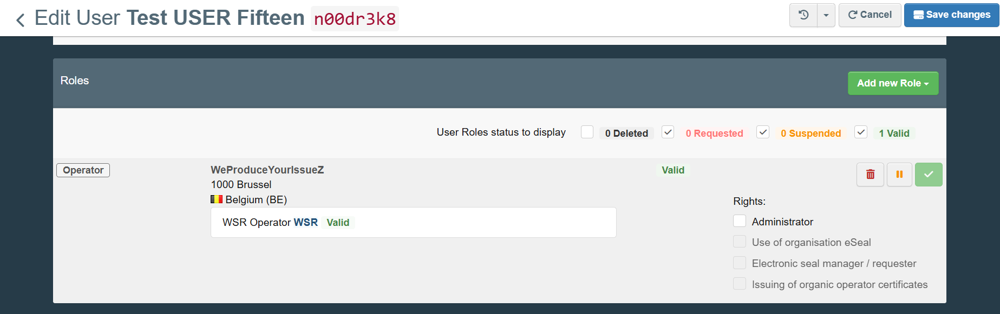 Edit User Test USER Fifteen n00dr3k8
Cancel
Save changes
Roles
Add new Role
User Roles status to display 0 Deleted 0 Requested 0 Suspended 1 Valid
Operator
WeProduceYourIssueZ
1000 Brussel
Belgium (BE)
WSR Operator WSR Valid
Valid
Rights:
Administrator
Use of organisation eSeal
Electronic seal manager / requester
Issuing of organic operator certificates